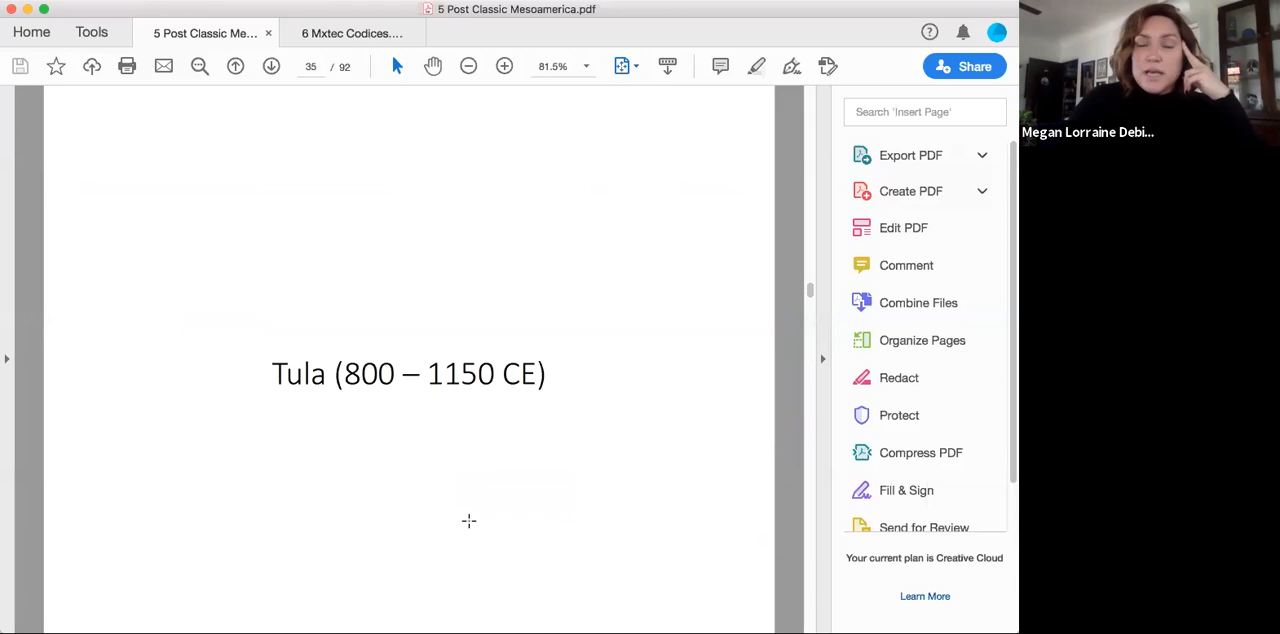 5 Post Classic Mesoamerica.pdf
Home
Tools
5 Post Classic Me...
×
6 Mxtec Codices....
35 / 92
81.5%
Share
Search 'Insert Page'
Export PDF
Create PDF
Edit PDF
Comment
Combine Files
Organize Pages
Redact
Protect
Compress PDF
Fill & Sign
Send for Review
Your current plan is Creative Cloud
Learn More
Tula (800 – 1150 CE)
Megan Lorraine Debi...